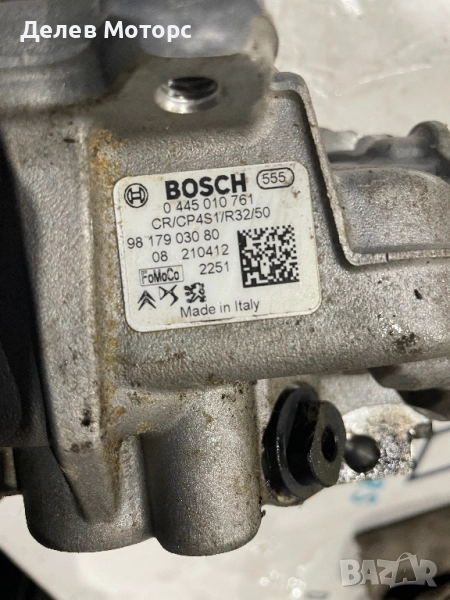 Делев Моторс
BOSCH 555
0 445 010 761
CR/CP4S1/R32/50
98 179 030 80
08 210412
FoMoCo 2251
Made in Italy
BAZAR